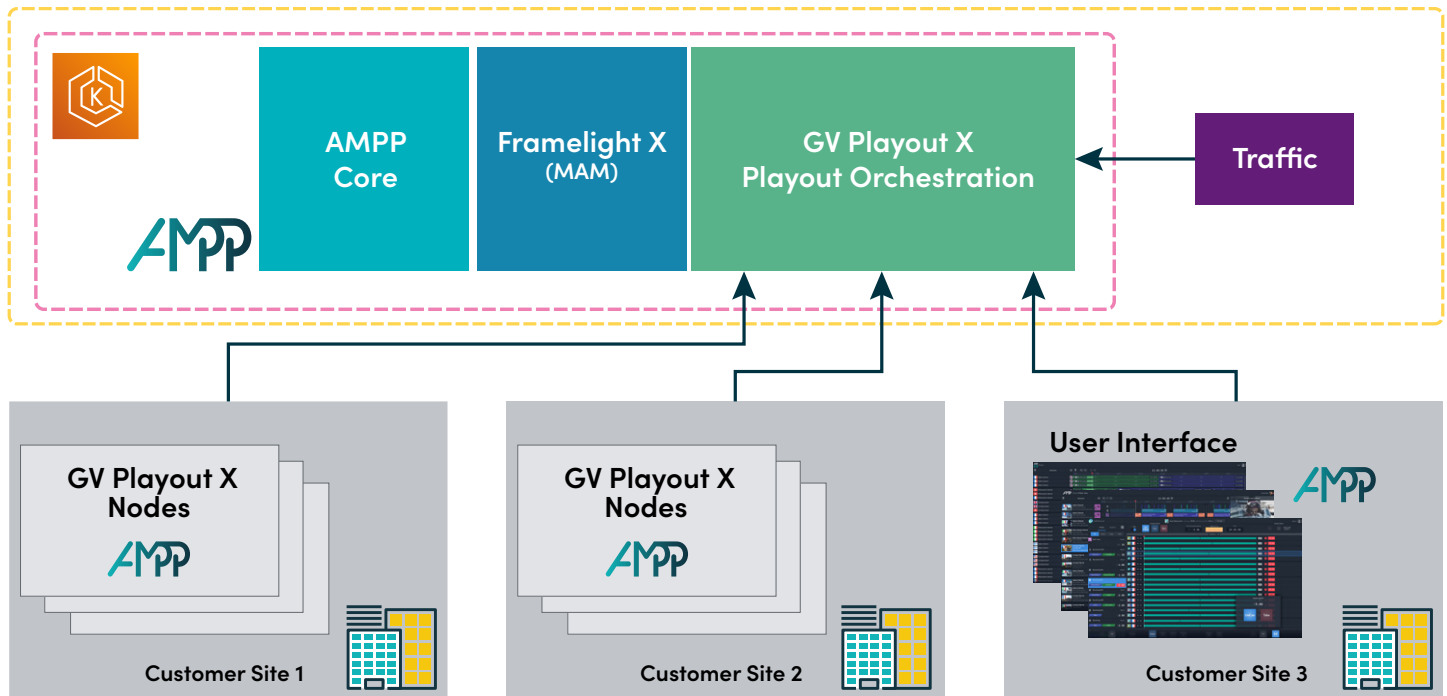 K
AMPP
AMPP
Core
Framelight X
(MAM)
GV Playout X
Playout Orchestration
Traffic
GV Playout X
Nodes
AMPP
Customer Site 1
GV Playout X
Nodes
AMPP
Customer Site 2
User Interface
AMPP
Customer Site 3